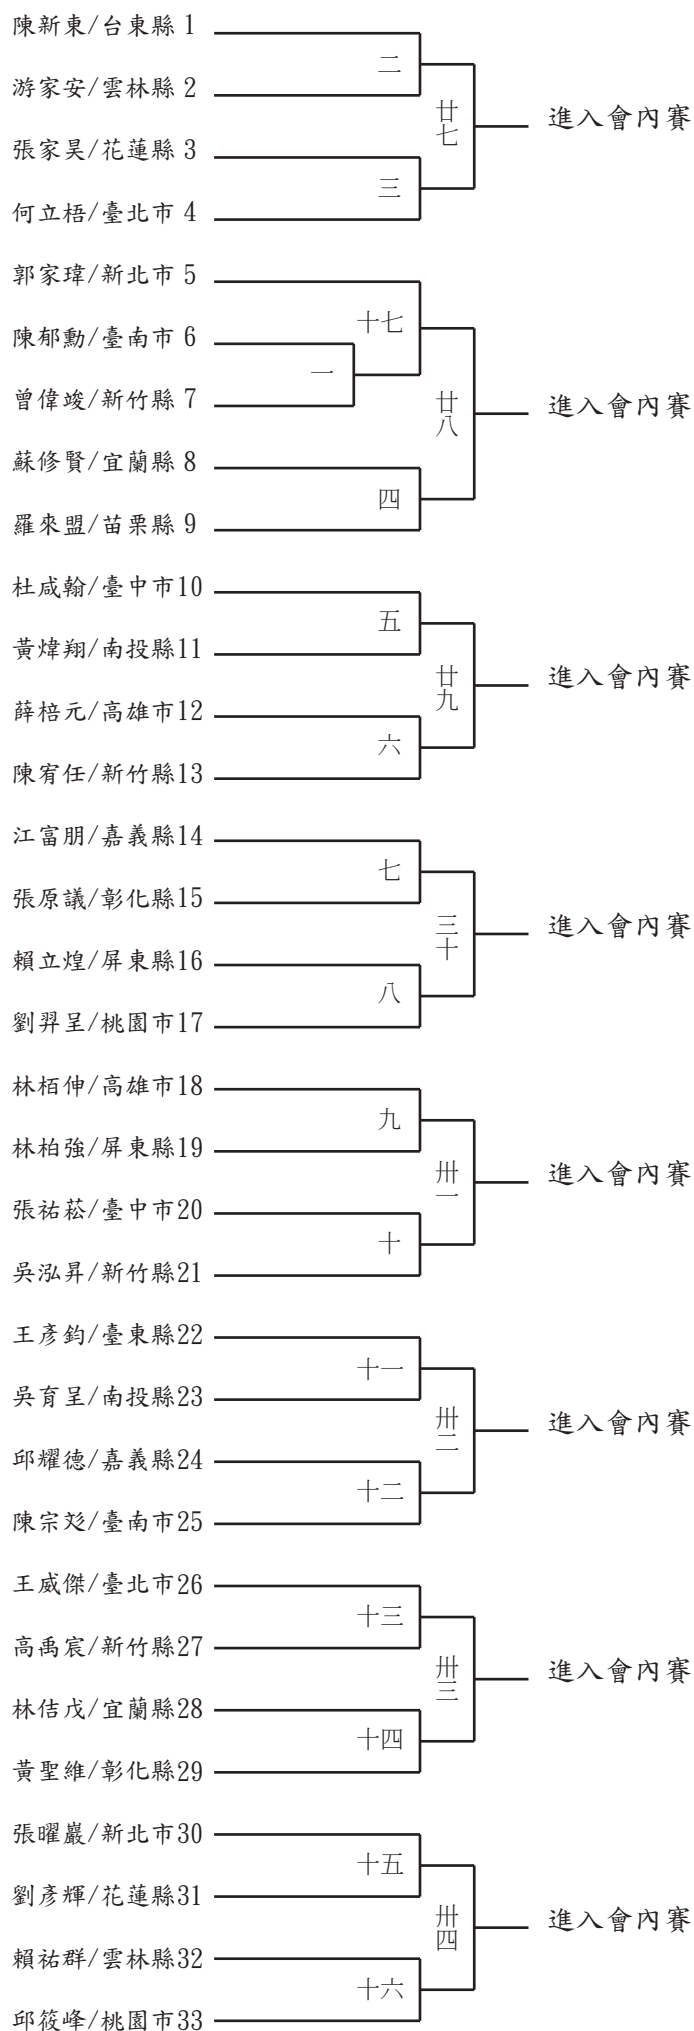 陳新東/台東縣 1
二
游家安/雲林縣 2
廿七
進入會內賽
張家昊/花蓮縣 3
三
何立梧/臺北市 4
郭家瑋/新北市 5
十七
陳郁勳/臺南市 6
一
曾偉竣/新竹縣 7
廿八
進入會內賽
蘇修賢/宜蘭縣 8
四
羅來盟/苗栗縣 9
杜咸翰/臺中市10
五
黃煒翔/南投縣11
廿九
進入會內賽
薛棓元/高雄市12
六
陳宥任/新竹縣13
江富朋/嘉義縣14
七
張原議/彰化縣15
三十
進入會內賽
賴立煌/屏東縣16
八
劉羿呈/桃園市17
林栢伸/高雄市18
九
林柏強/屏東縣19
卅一
進入會內賽
張祐菘/臺中市20
十
吳泓昇/新竹縣21
王彥鈞/臺東縣22
十一
吳育呈/南投縣23
卅二
進入會內賽
邱耀德/嘉義縣24
十二
陳宗彣/臺南市25
王威傑/臺北市26
十三
高禹宸/新竹縣27
卅三
進入會內賽
林佶戊/宜蘭縣28
十四
黃聖維/彰化縣29
張曜巖/新北市30
十五
劉彥輝/花蓮縣31
卅四
進入會內賽
賴祐群/雲林縣32
十六
邱筱峰/桃園市33